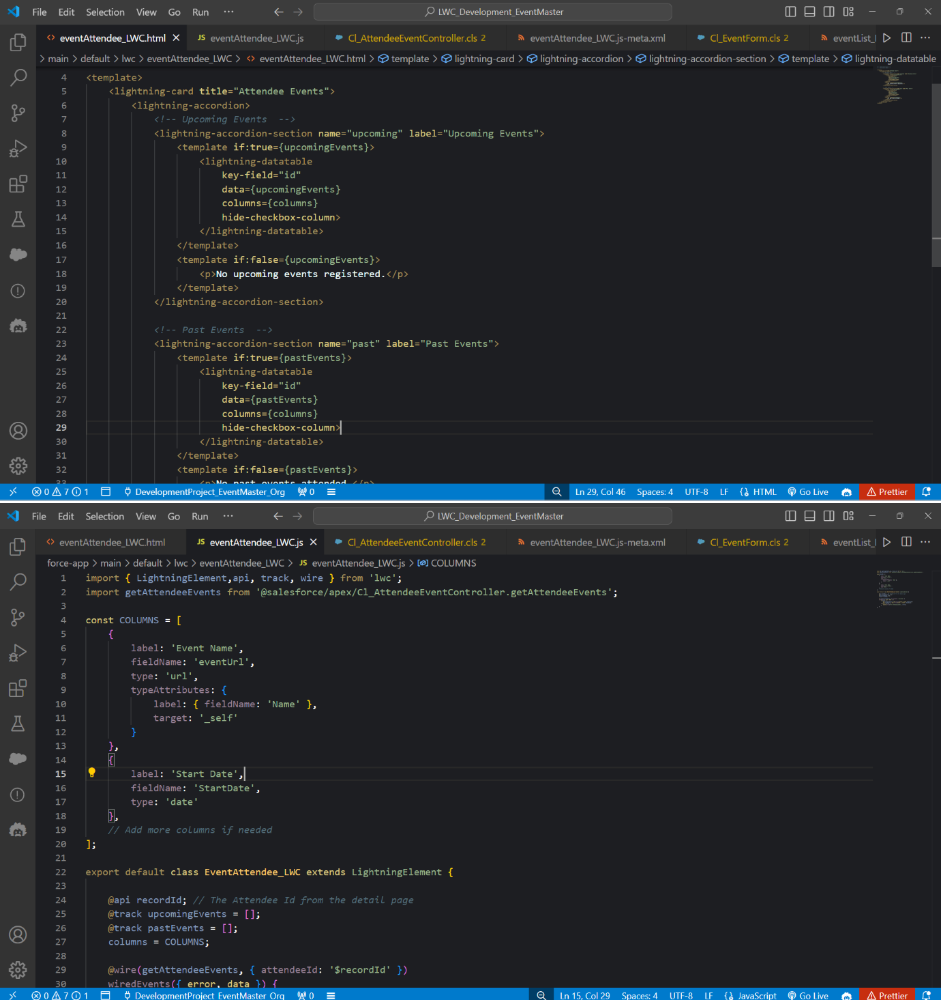 File Edit Selection View Go Run ··· LWC_Development_EventMaster
eventAttendee_LWC.html JS eventAttendee_LWC.js Cl_AttendeeEventController.cls 2 eventAttendee_LWC.js-meta.xml Cl_EventForm.cls 2 eventList_
> main > default > lwc > eventAttendee_LWC > eventAttendee_LWC.html > template > lightning-card > lightning-accordion > lightning-accordion-section > template > lightning-datatable
4 <template>
5 <lightning-card title="Attendee Events">
6 <lightning-accordion>
7 <!-- Upcoming Events  -->
8 <lightning-accordion-section name="upcoming" label="Upcoming Events">
9 <template if:true={upcomingEvents}>
10 <lightning-datatable
11 key-field="id"
12 data={upcomingEvents}
13 columns={columns}
14 hide-checkbox-column>
15 </lightning-datatable>
16 </template>
17 <template if:false={upcomingEvents}>
18 <p>No upcoming events registered.</p>
19 </template>
20 </lightning-accordion-section>
21
22 <!-- Past Events  -->
23 <lightning-accordion-section name="past" label="Past Events">
24 <template if:true={pastEvents}>
25 <lightning-datatable
26 key-field="id"
27 data={pastEvents}
28 columns={columns}
29 hide-checkbox-column>
30 </lightning-datatable>
31 </template>
32 <template if:false={pastEvents}>
33 <p>No past events attended.</p>
0 7 1 DevelopmentProject_EventMaster_Org 0 Ln 29, Col 46 Spaces: 4 UTF-8 LF HTML Go Live Prettier
File Edit Selection View Go Run ··· LWC_Development_EventMaster
eventAttendee_LWC.html JS eventAttendee_LWC.js Cl_AttendeeEventController.cls 2 eventAttendee_LWC.js-meta.xml Cl_EventForm.cls 2 eventList_
force-app > main > default > lwc > eventAttendee_LWC > JS eventAttendee_LWC.js > COLUMNS
1 import { LightningElement,api, track, wire } from 'lwc';
2 import getAttendeeEvents from '@salesforce/apex/Cl_AttendeeEventController.getAttendeeEvents';
3
4 const COLUMNS = [
5 {
6 label: 'Event Name',
7 fieldName: 'eventUrl',
8 type: 'url',
9 typeAttributes: {
10 label: { fieldName: 'Name' },
11 target: '_self'
12 }
13 },
14 {
15 label: 'Start Date',
16 fieldName: 'StartDate',
17 type: 'date'
18 },
19 // Add more columns if needed
20 ];
21
22 export default class EventAttendee_LWC extends LightningElement {
23
24 @api recordId; // The Attendee Id from the detail page
25 @track upcomingEvents = [];
26 @track pastEvents = [];
27 columns = COLUMNS;
28
29 @wire(getAttendeeEvents, { attendeeId: '$recordId' })
30 wiredEvents({ error, data }) {
0 7 1 DevelopmentProject_EventMaster_Org 0 Ln 15, Col 29 Spaces: 4 UTF-8 LF JavaScript Go Live Prettier